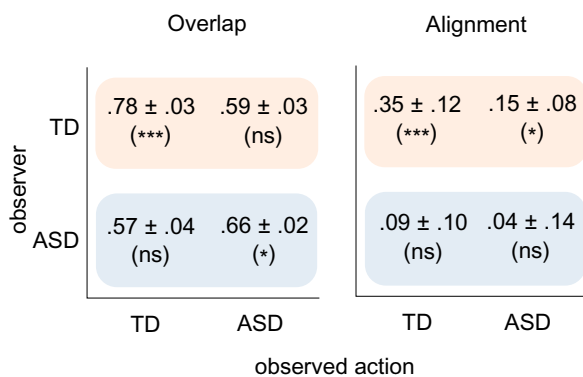 Overlap
Alignment
observer
TD
.78 ± .03 .59 ± .03
(***) (ns)
.35 ± .12 .15 ± .08
(***) (*)
ASD
.57 ± .04 .66 ± .02
(ns) (*)
.09 ± .10 .04 ± .14
(ns) (ns)
TD ASD
TD ASD
observed action